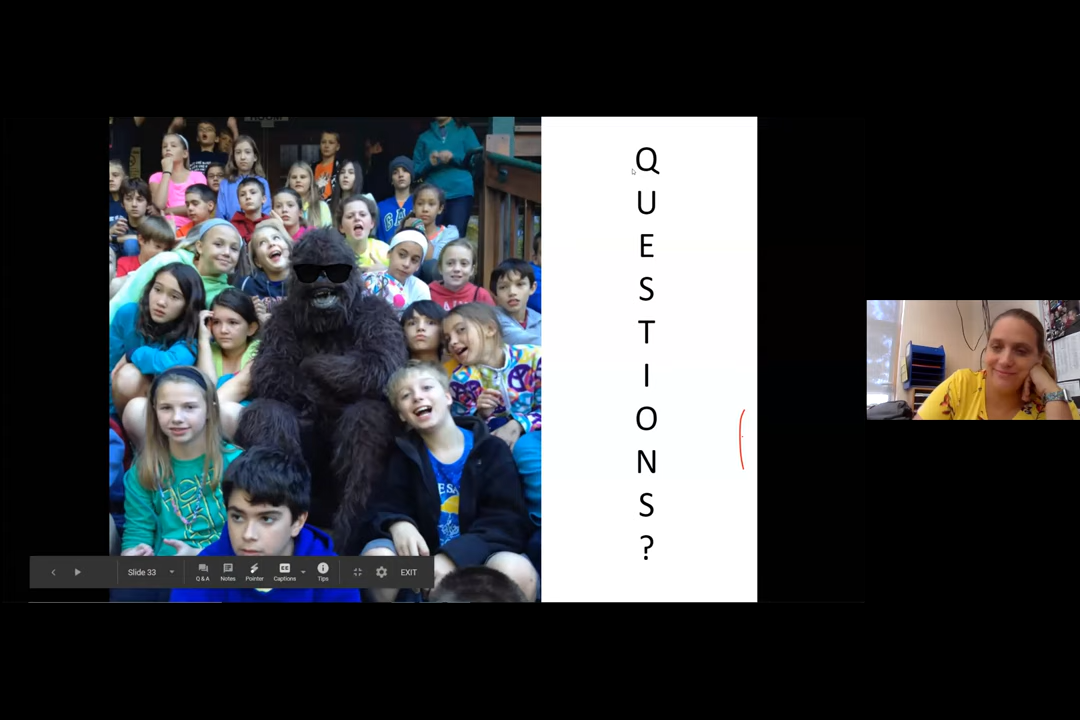 Q
U
E
S
T
I
O
N
S
?
Slide 33
Q & A
Notes
Pointer
Captions
Tips
EXIT